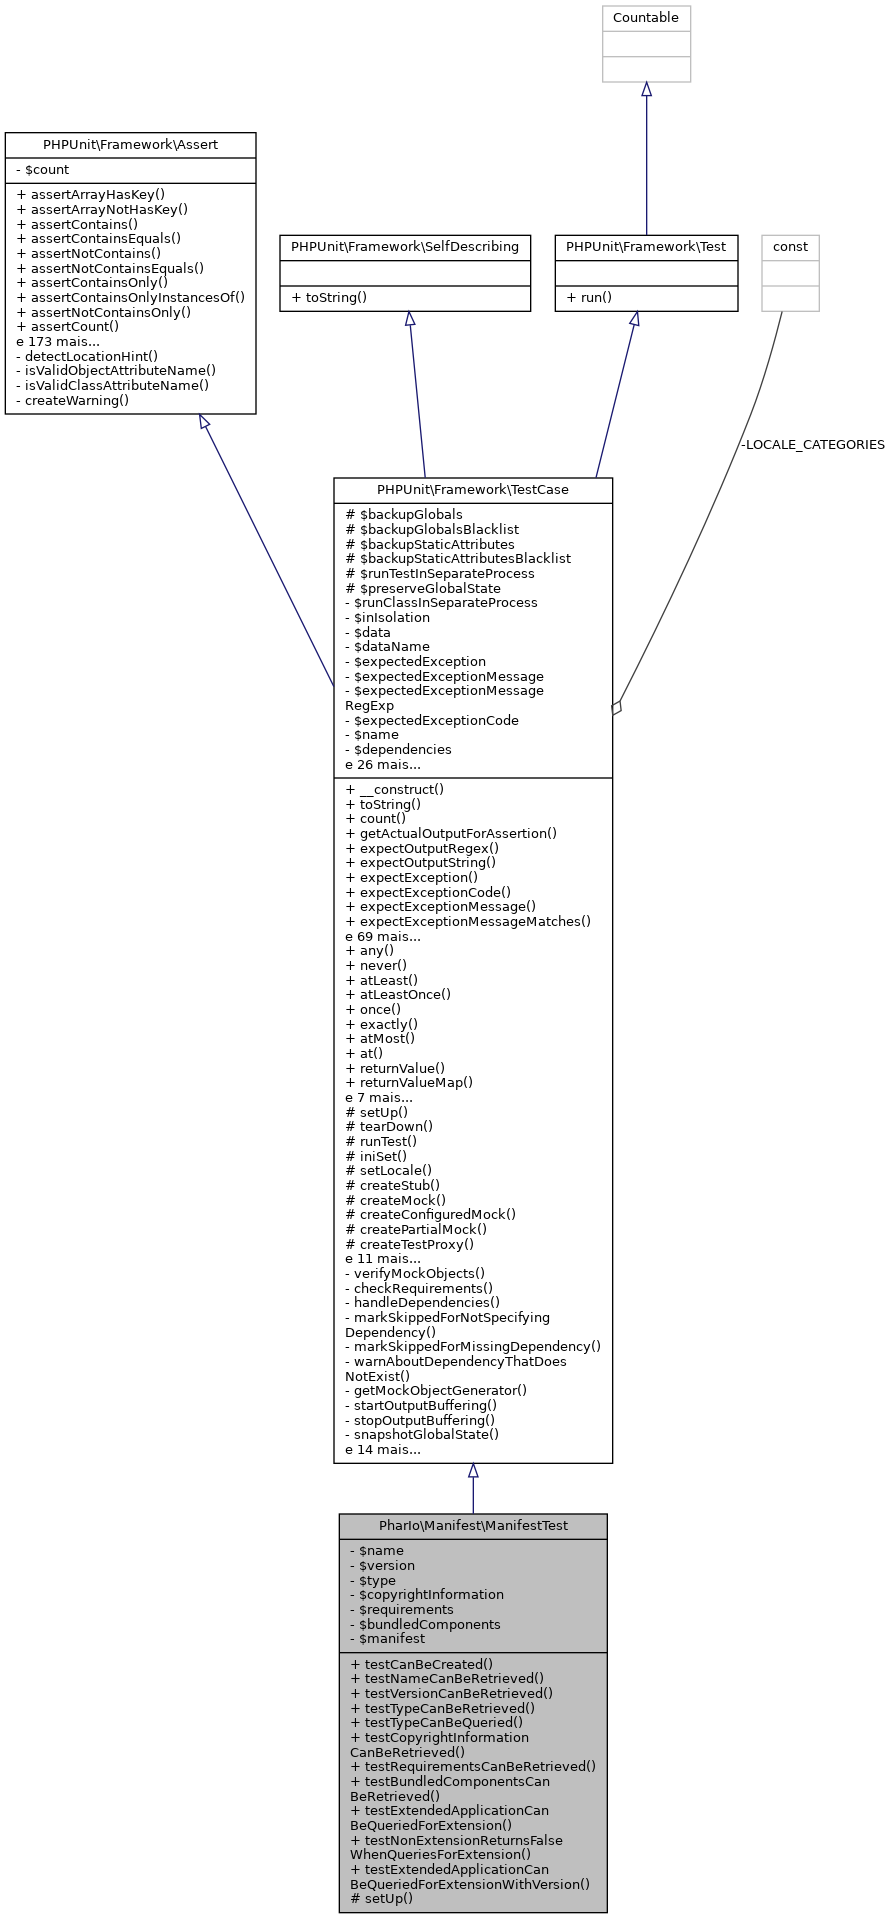 Countable
PHPUnit\Framework\Assert
- $count
+ assertArrayHasKey()
+ assertArrayNotHasKey()
+ assertContains()
+ assertContainsEquals()
+ assertNotContains()
+ assertNotContainsEquals()
+ assertContainsOnly()
+ assertContainsOnlyInstancesOf()
+ assertNotContainsOnly()
+ assertCount()
e 173 mais...
- detectLocationHint()
- isValidObjectAttributeName()
- isValidClassAttributeName()
- createWarning()
PHPUnit\Framework\SelfDescribing
+ toString()
PHPUnit\Framework\Test
+ run()
const
-LOCALE_CATEGORIES
PHPUnit\Framework\TestCase
# $backupGlobals
# $backupGlobalsBlacklist
# $backupStaticAttributes
# $backupStaticAttributesBlacklist
# $runTestInSeparateProcess
# $preserveGlobalState
- $runClassInSeparateProcess
- $inIsolation
- $data
- $dataName
- $expectedException
- $expectedExceptionMessage
- $expectedExceptionMessage
RegExp
- $expectedExceptionCode
- $name
- $dependencies
e 26 mais...
+ __construct()
+ toString()
+ count()
+ getActualOutputForAssertion()
+ expectOutputRegex()
+ expectOutputString()
+ expectException()
+ expectExceptionCode()
+ expectExceptionMessage()
+ expectExceptionMessageMatches()
e 69 mais...
+ any()
+ never()
+ atLeast()
+ atLeastOnce()
+ once()
+ exactly()
+ atMost()
+ at()
+ returnValue()
+ returnValueMap()
e 7 mais...
# setUp()
# tearDown()
# runTest()
# iniSet()
# setLocale()
# createStub()
# createMock()
# createConfiguredMock()
# createPartialMock()
# createTestProxy()
e 11 mais...
- verifyMockObjects()
- checkRequirements()
- handleDependencies()
- markSkippedForNotSpecifying
Dependency()
- markSkippedForMissingDependency()
- warnAboutDependencyThatDoes
NotExist()
- getMockObjectGenerator()
- startOutputBuffering()
- stopOutputBuffering()
- snapshotGlobalState()
e 14 mais...
PharIo\Manifest\ManifestTest
- $name
- $version
- $type
- $copyrightInformation
- $requirements
- $bundledComponents
- $manifest
+ testCanBeCreated()
+ testNameCanBeRetrieved()
+ testVersionCanBeRetrieved()
+ testTypeCanBeRetrieved()
+ testTypeCanBeQueried()
+ testCopyrightInformation
CanBeRetrieved()
+ testRequirementsCanBeRetrieved()
+ testBundledComponentsCan
BeRetrieved()
+ testExtendedApplicationCan
BeQueriedForExtension()
+ testNonExtensionReturnsFalse
WhenQueriesForExtension()
+ testExtendedApplicationCan
BeQueriedForExtensionWithVersion()
# setUp()